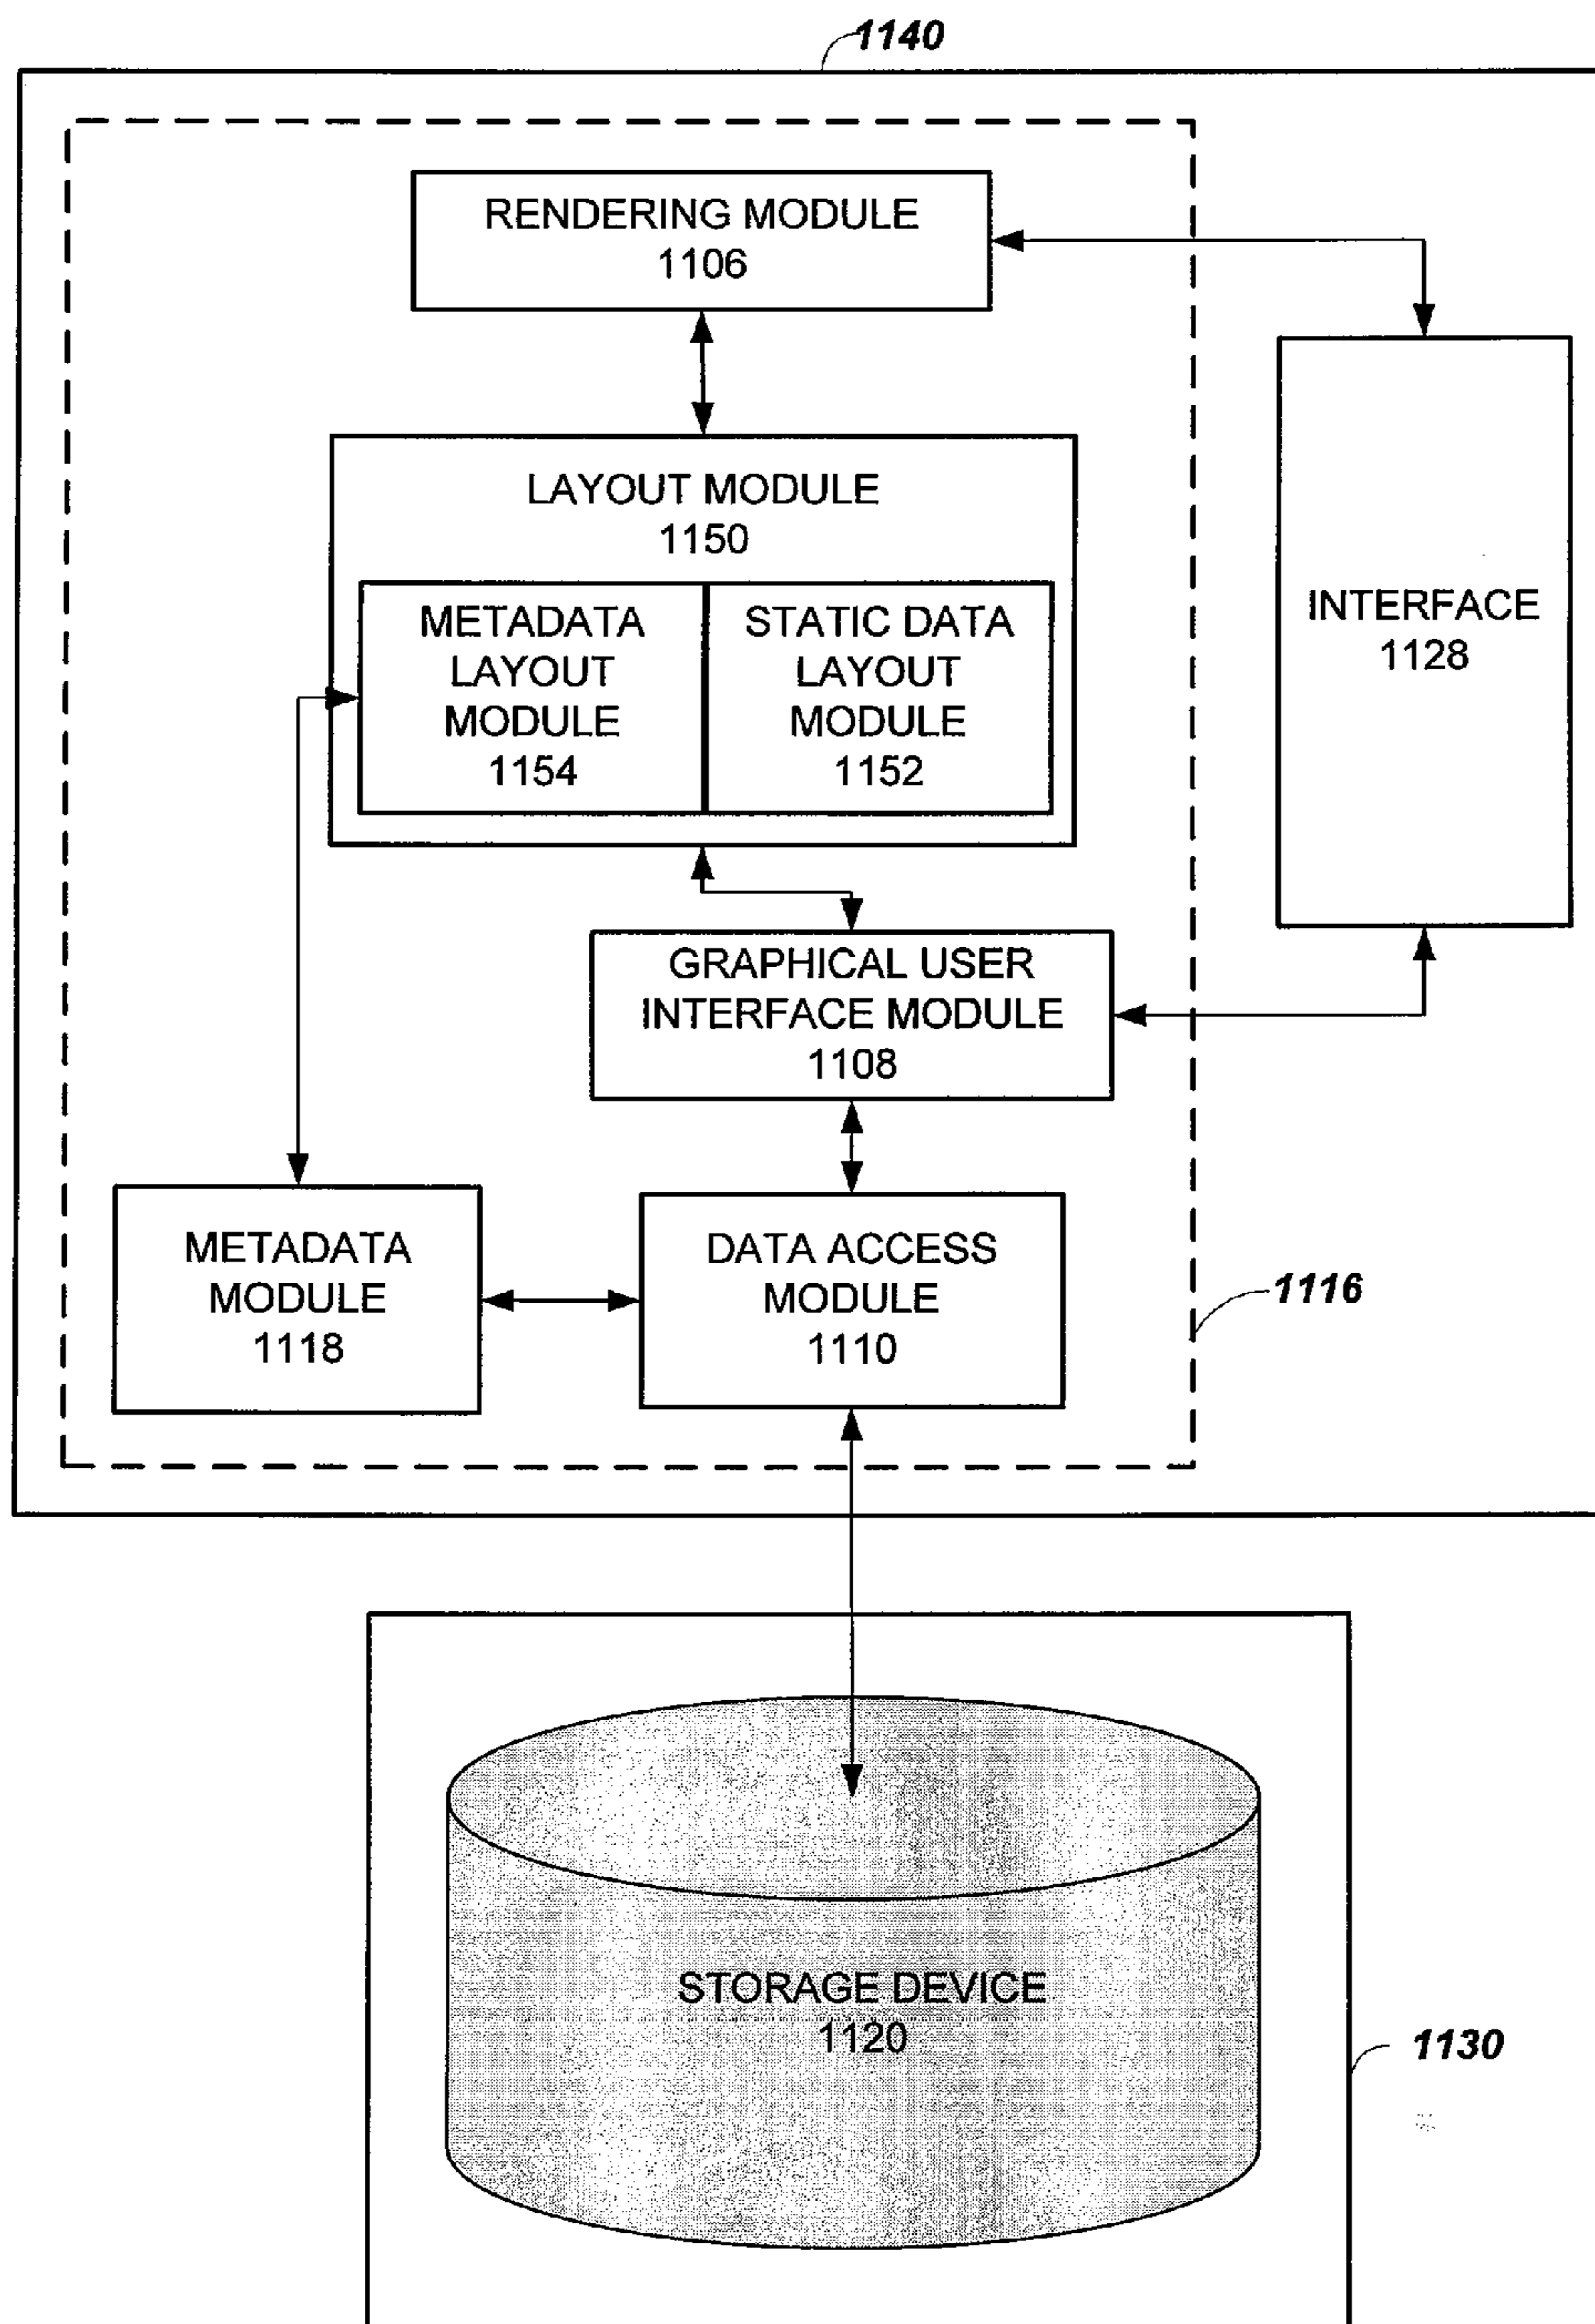 1140
RENDERING MODULE
1106
LAYOUT MODULE
1150
METADATA
LAYOUT
MODULE
1154
STATIC DATA
LAYOUT
MODULE
1152
INTERFACE
1128
GRAPHICAL USER
INTERFACE MODULE
1108
METADATA
MODULE
1118
DATA ACCESS
MODULE
1110
1116
STORAGE DEVICE
1120
1130